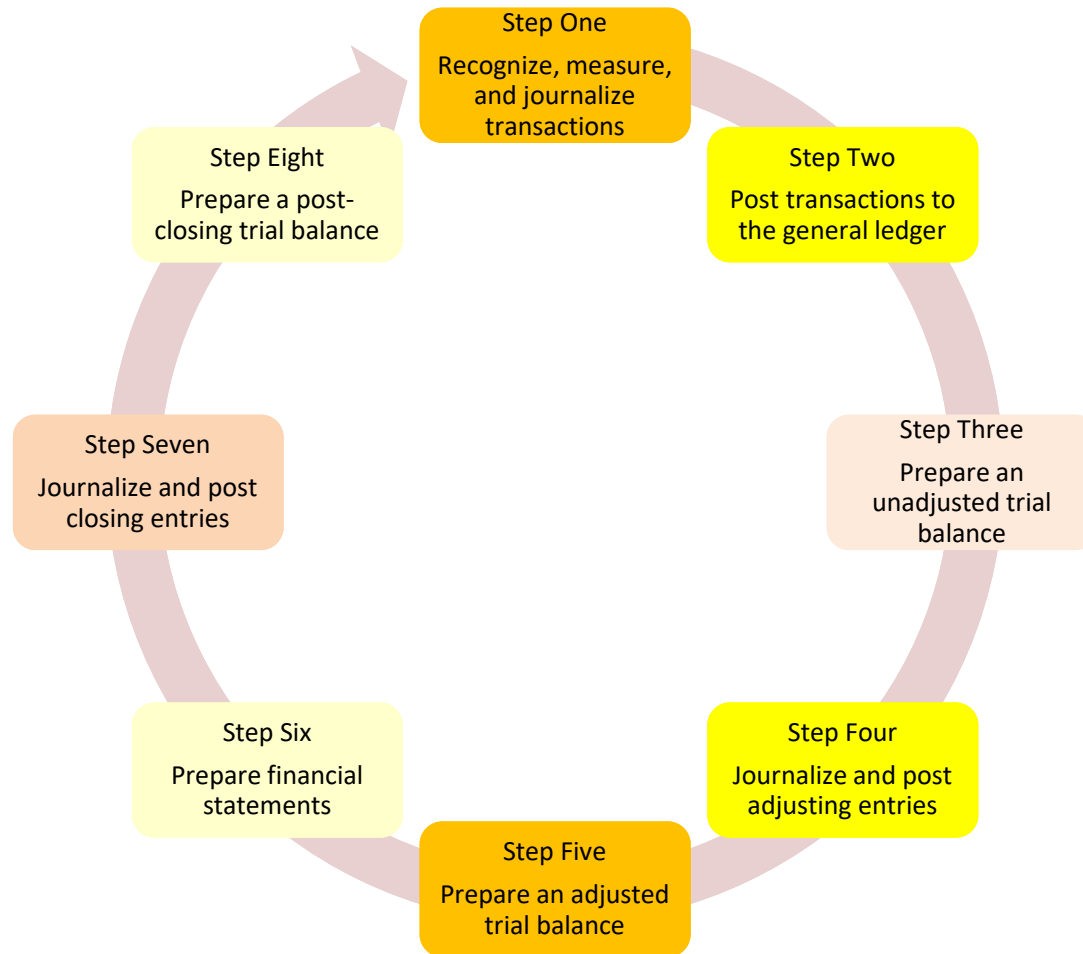 Step One
Recognize, measure,
and journalize
transactions
Step Two
Post transactions to
the general ledger
Step Three
Prepare an
unadjusted trial
balance
Step Four
Journalize and post
adjusting entries
Step Five
Prepare an adjusted
trial balance
Step Six
Prepare financial
statements
Step Seven
Journalize and post
closing entries
Step Eight
Prepare a post-
closing trial balance